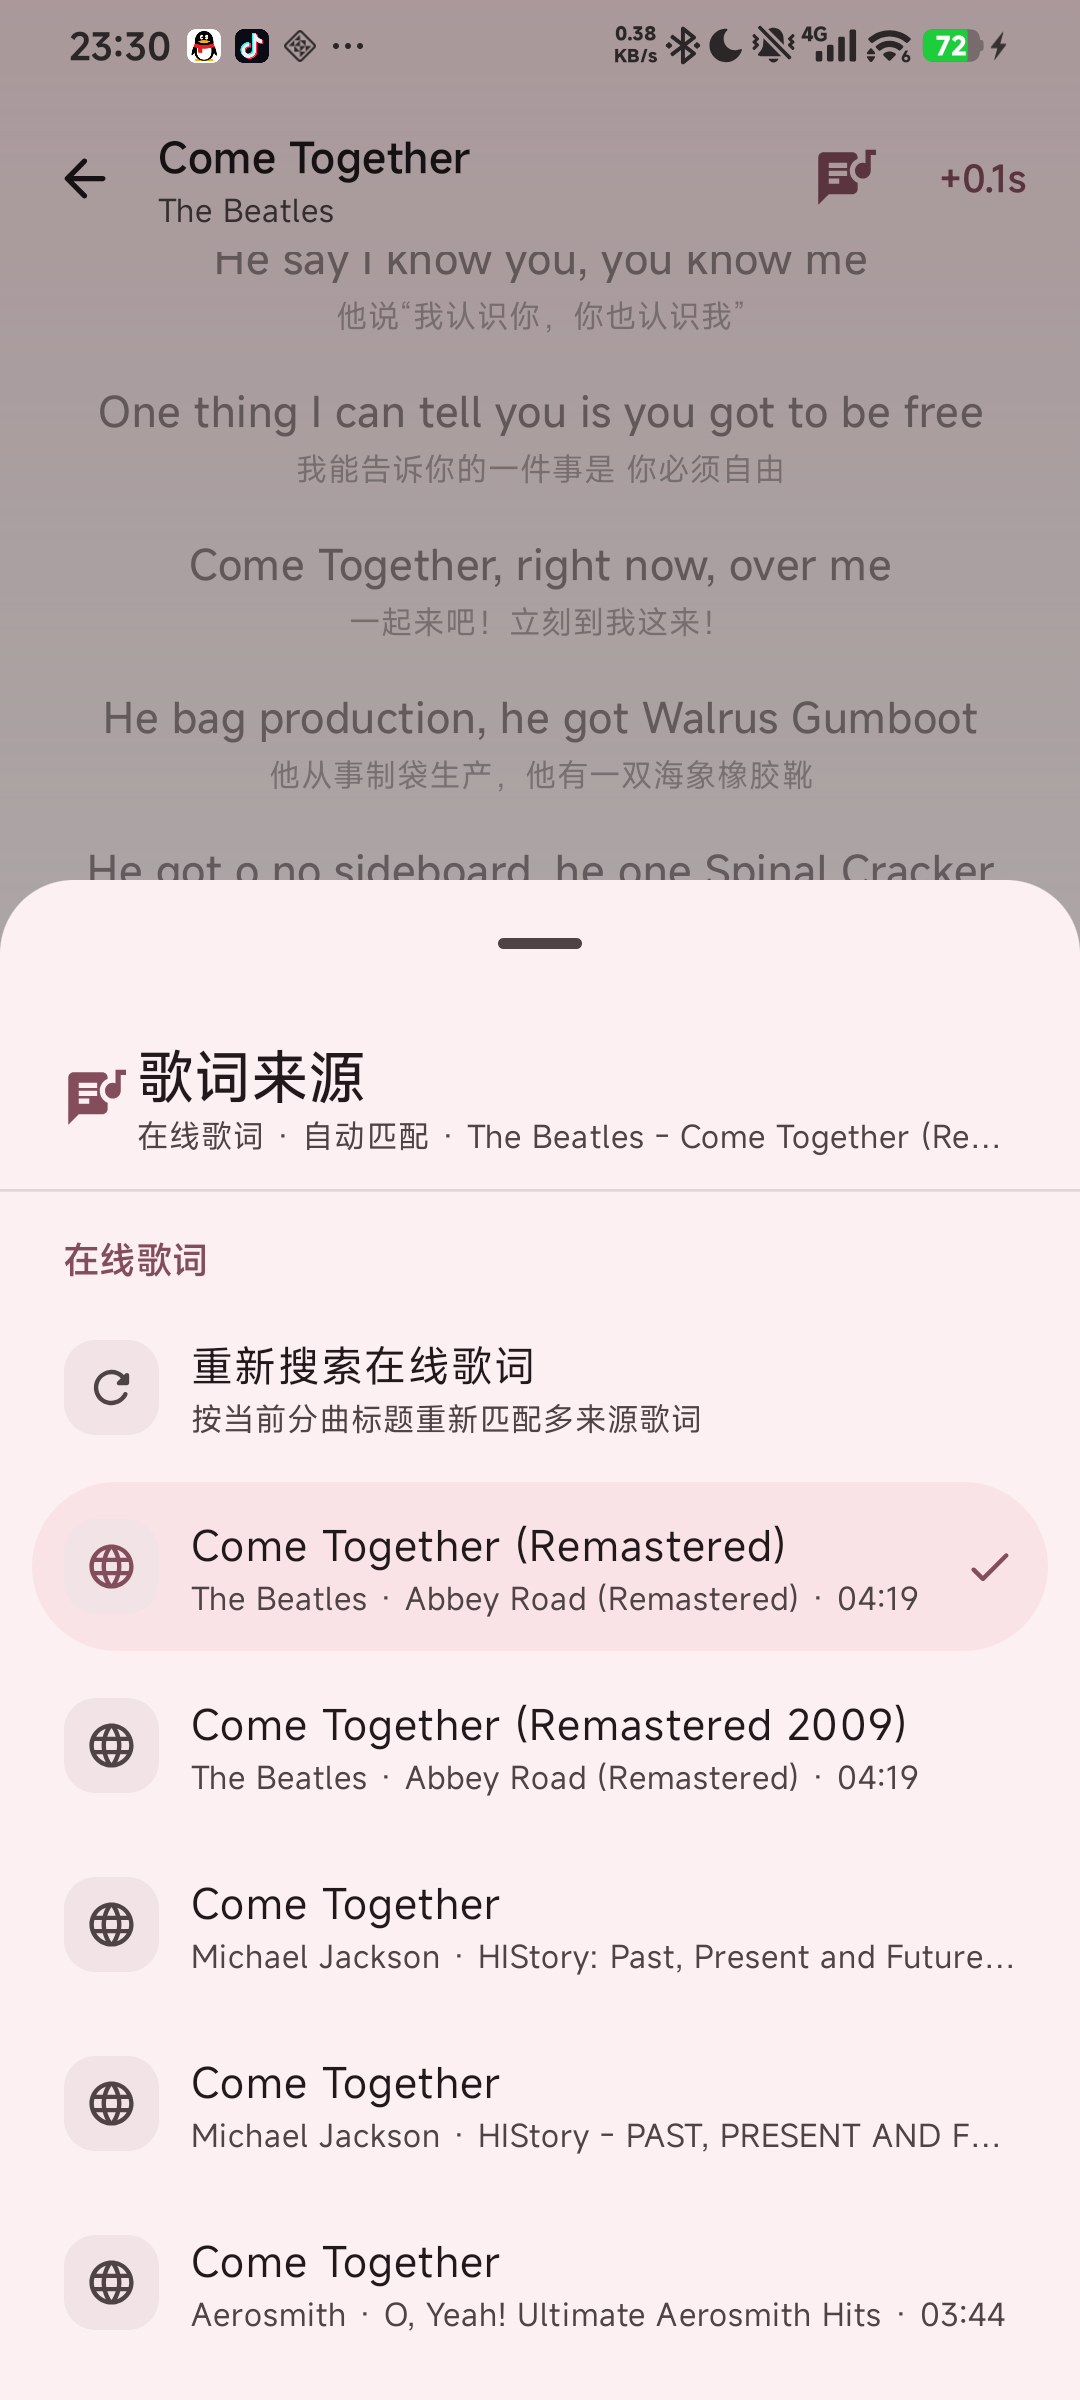 23:30
0.38
KB/s
4G
6
72
Come Together
The Beatles
+0.1s
He say I know you, you know me
他说“我认识你，你也认识我”
One thing I can tell you is you got to be free
我能告诉你的一件事是 你必须自由
Come Together, right now, over me
一起来吧！立刻到我这来！
He bag production, he got Walrus Gumboot
他从事制袋生产，他有一双海象橡胶靴
He got o no sideboard, he one Spinal Cracker
歌词来源
在线歌词 · 自动匹配 · The Beatles - Come Together (Re...
在线歌词
重新搜索在线歌词
按当前分曲标题重新匹配多来源歌词
Come Together (Remastered)
The Beatles · Abbey Road (Remastered) · 04:19
Come Together (Remastered 2009)
The Beatles · Abbey Road (Remastered) · 04:19
Come Together
Michael Jackson · HIStory: Past, Present and Future...
Come Together
Michael Jackson · HIStory - PAST, PRESENT AND F...
Come Together
Aerosmith · O, Yeah! Ultimate Aerosmith Hits · 03:44